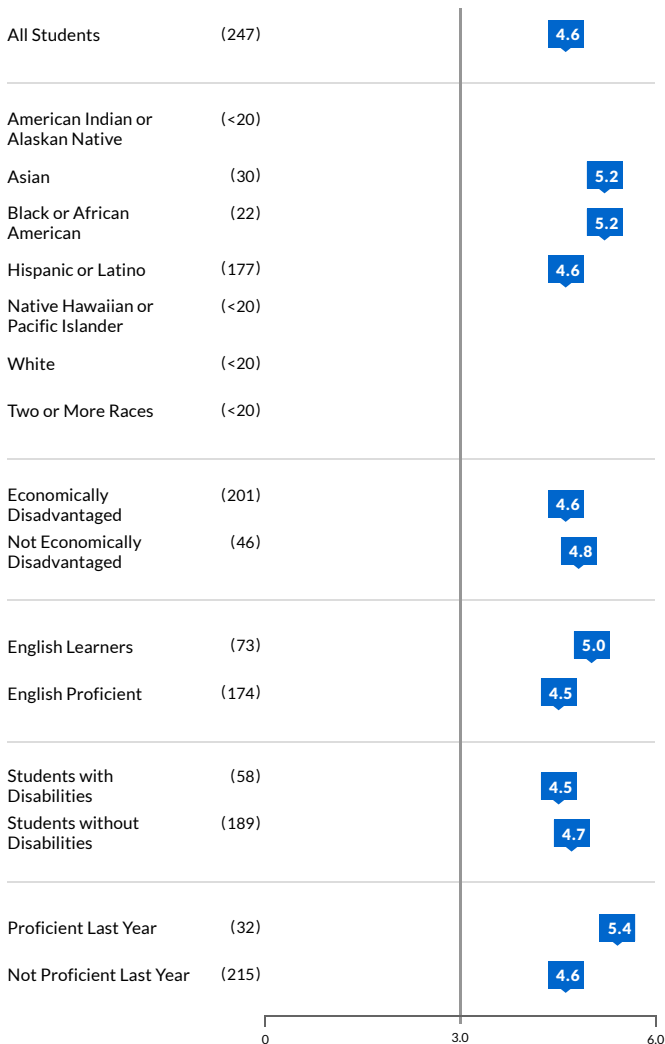 All Students (247) 4.6
American Indian or (<20)
Alaskan Native
Asian (30) 5.2
Black or African (22) 5.2
American
Hispanic or Latino (177) 4.6
Native Hawaiian or (<20)
Pacific Islander
White (<20)
Two or More Races (<20)
Economically (201) 4.6
Disadvantaged
Not Economically (46) 4.8
Disadvantaged
English Learners (73) 5.0
English Proficient (174) 4.5
Students with (58) 4.5
Disabilities
Students without (189) 4.7
Disabilities
Proficient Last Year (32) 5.4
Not Proficient Last Year (215) 4.6
0 3.0 6.0